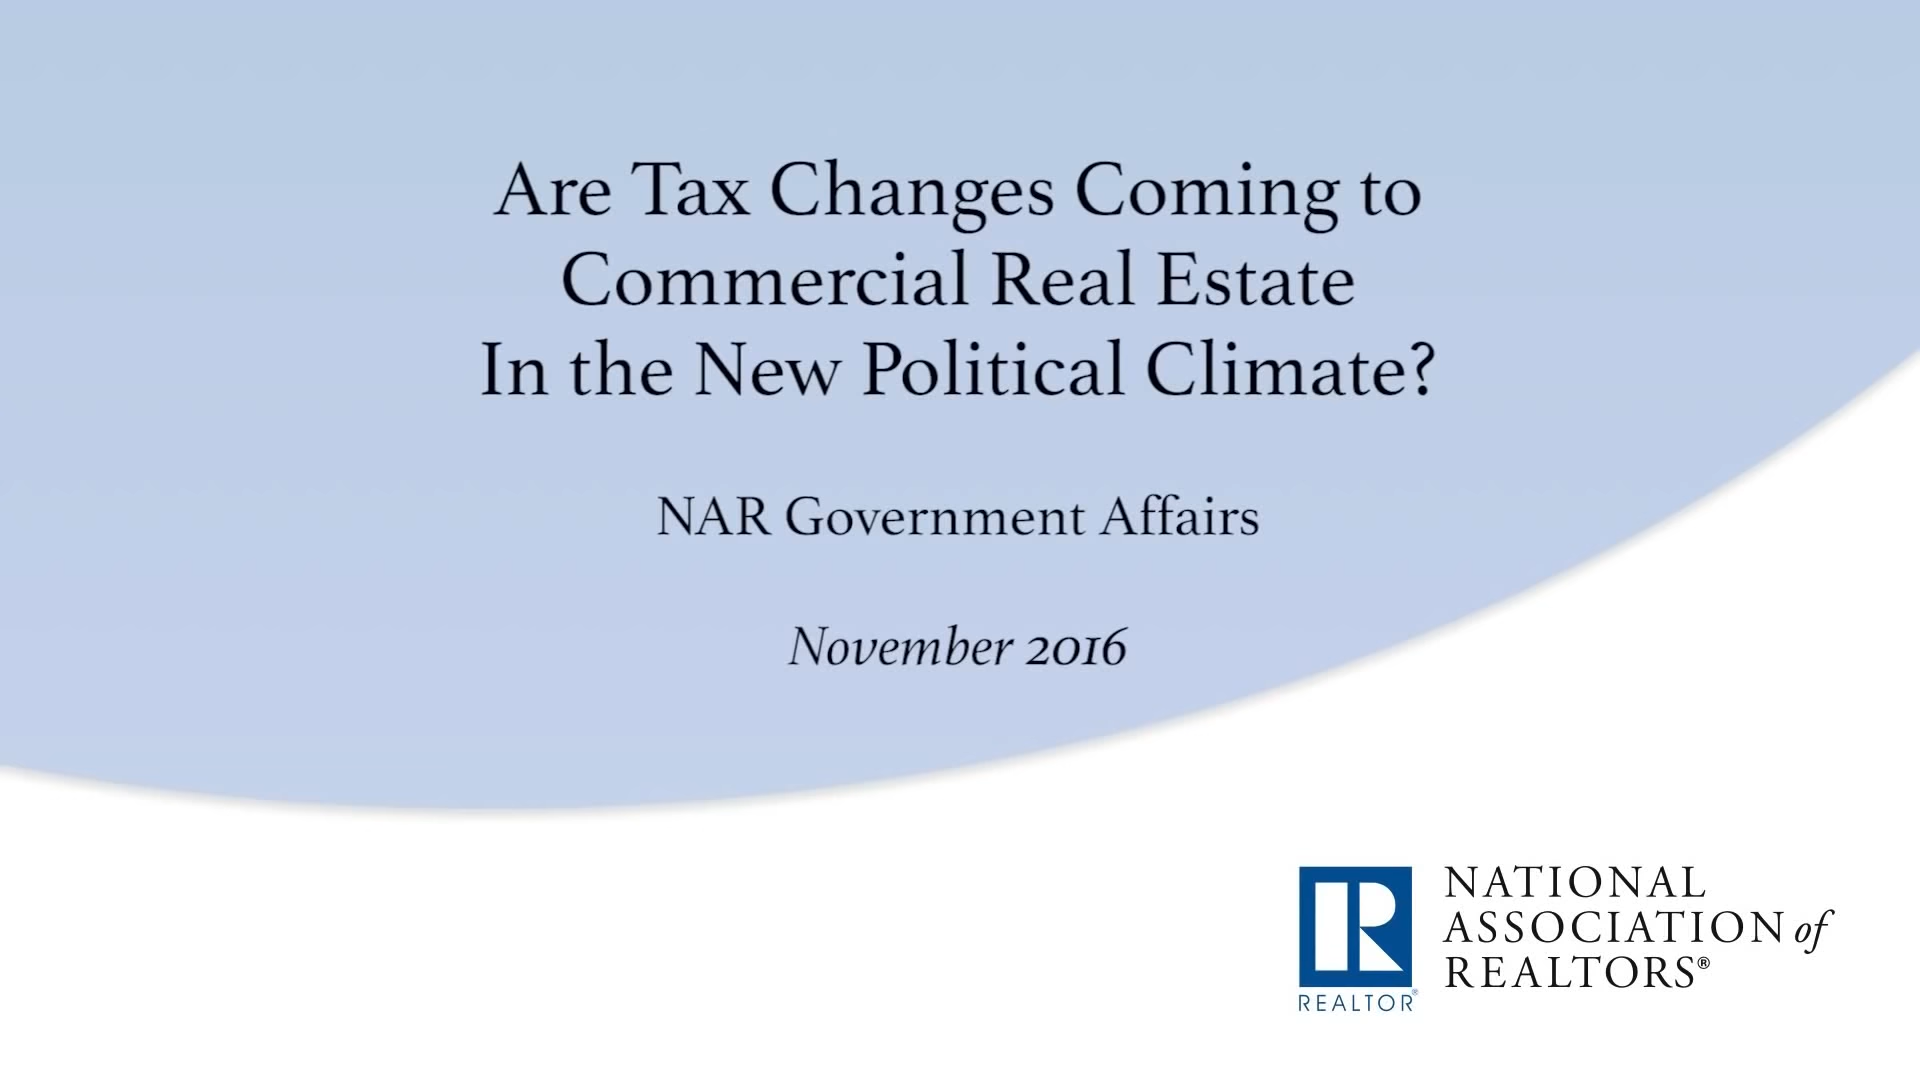 Are Tax Changes Coming to
Commercial Real Estate
In the New Political Climate?
NAR Government Affairs
November 2016
NATIONAL
ASSOCIATION of
REALTORS®
REALTOR®